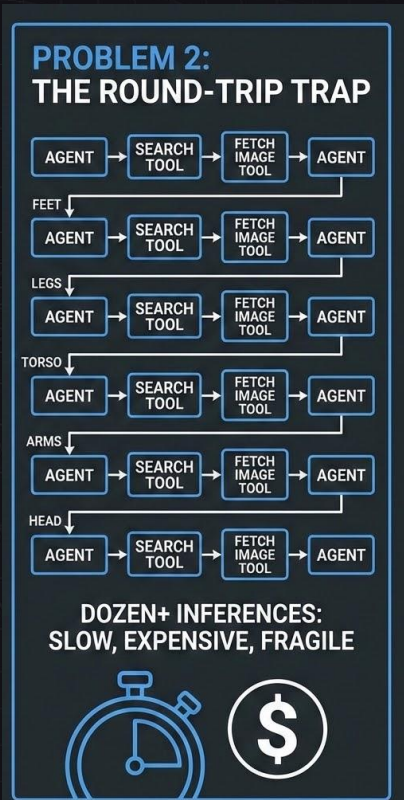 PROBLEM 2:
THE ROUND-TRIP TRAP
AGENT
SEARCH
TOOL
FETCH
IMAGE
TOOL
AGENT
FEET
AGENT
SEARCH
TOOL
FETCH
IMAGE
TOOL
AGENT
LEGS
AGENT
SEARCH
TOOL
FETCH
IMAGE
TOOL
AGENT
TORSO
AGENT
SEARCH
TOOL
FETCH
IMAGE
TOOL
AGENT
ARMS
AGENT
SEARCH
TOOL
FETCH
IMAGE
TOOL
AGENT
HEAD
AGENT
SEARCH
TOOL
FETCH
IMAGE
TOOL
AGENT
DOZEN+ INFERENCES:
SLOW, EXPENSIVE, FRAGILE
$